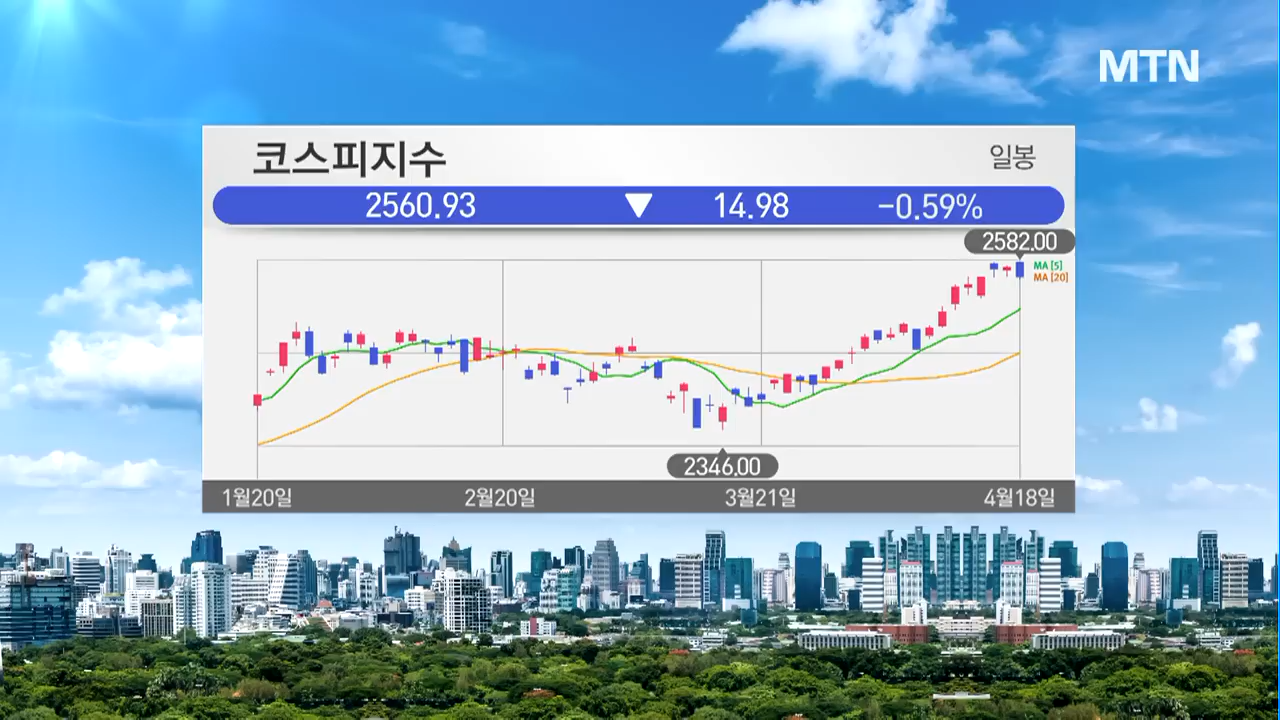 MTN
코스피지수 일봉
2560.93 ▼ 14.98 -0.59%
2582.00
MA [5]
MA [20]
2346.00
1월20일 2월20일 3월21일 4월18일